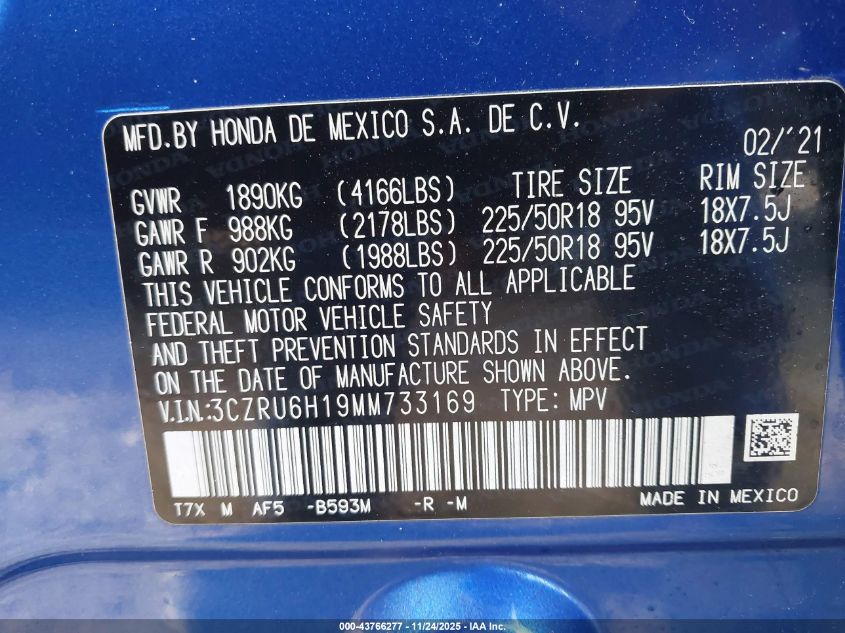 MFD.BY HONDA DE MEXICO S.A. DE C.V.
02/'21
GVWR 1890KG (4166LBS) TIRE SIZE RIM SIZE
GAWR F 988KG (2178LBS) 225/50R18 95V 18X7.5J
GAWR R 902KG (1988LBS) 225/50R18 95V 18X7.5J
THIS VEHICLE CONFORMS TO ALL APPLICABLE
FEDERAL MOTOR VEHICLE SAFETY
AND THEFT PREVENTION STANDARDS IN EFFECT
ON THE DATE OF MANUFACTURE SHOWN ABOVE.
V.I.N.:3CZRU6H19MM733169 TYPE: MPV
T7X M AF5 -B593M -R -M MADE IN MEXICO
000-43766277 - 11/24/2025 - IAA Inc.